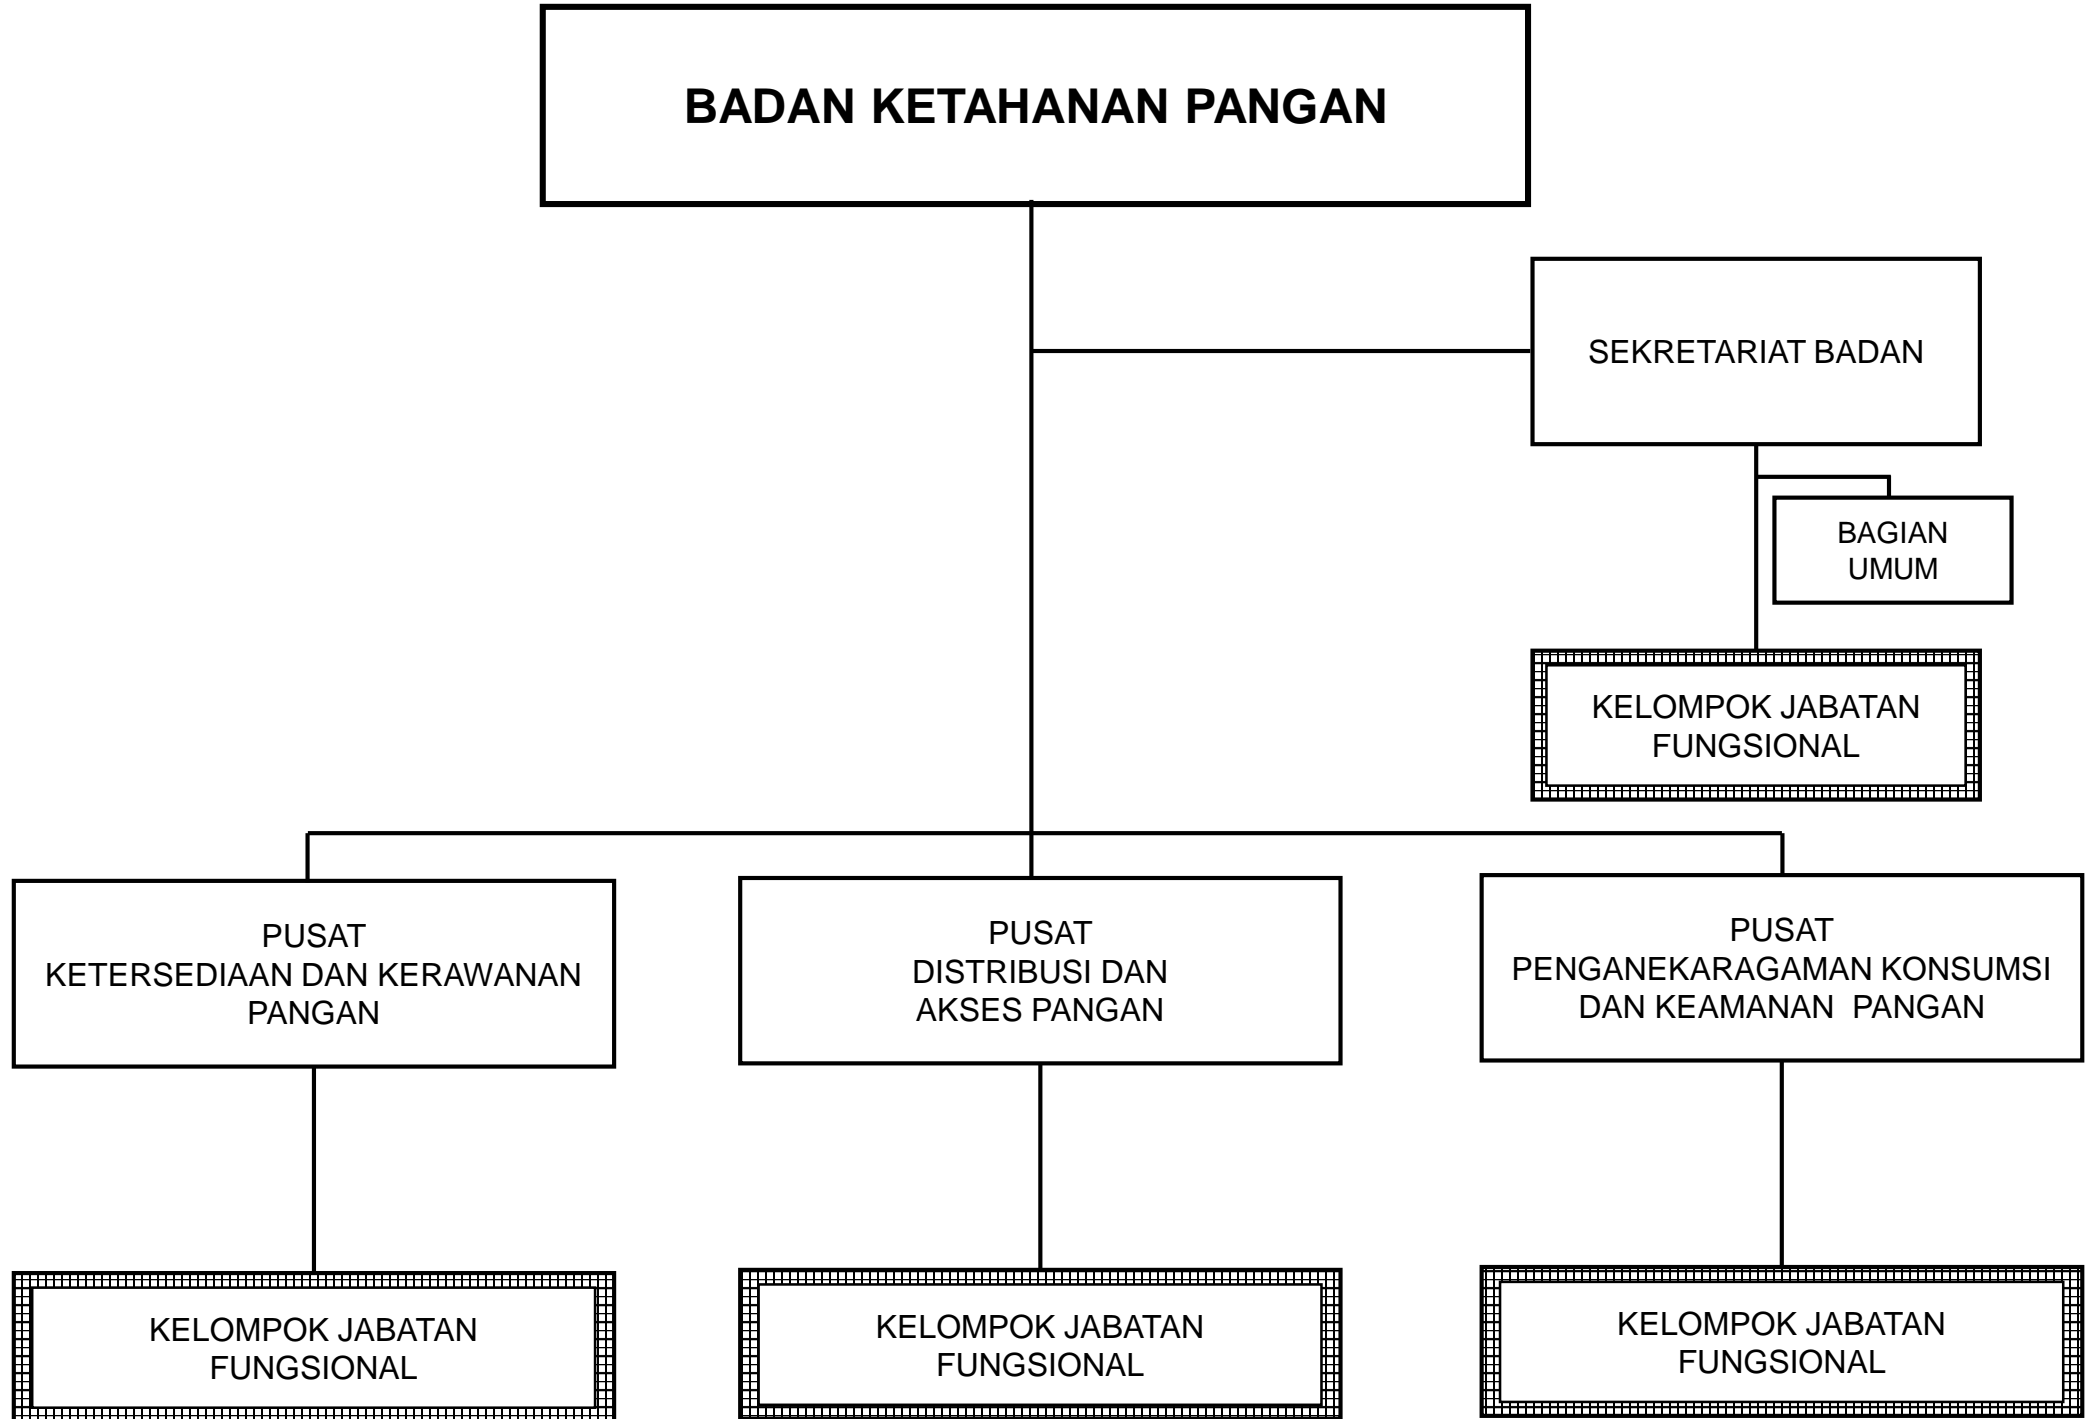 BADAN KETAHANAN PANGAN
SEKRETARIAT BADAN
BAGIAN
UMUM
KELOMPOK JABATAN
FUNGSIONAL
PUSAT
KETERSEDIAAN DAN KERAWANAN
PANGAN
PUSAT
DISTRIBUSI DAN
AKSES PANGAN
PUSAT
PENGANEKARAGAMAN KONSUMSI
DAN KEAMANAN PANGAN
KELOMPOK JABATAN
FUNGSIONAL
KELOMPOK JABATAN
FUNGSIONAL
KELOMPOK JABATAN
FUNGSIONAL